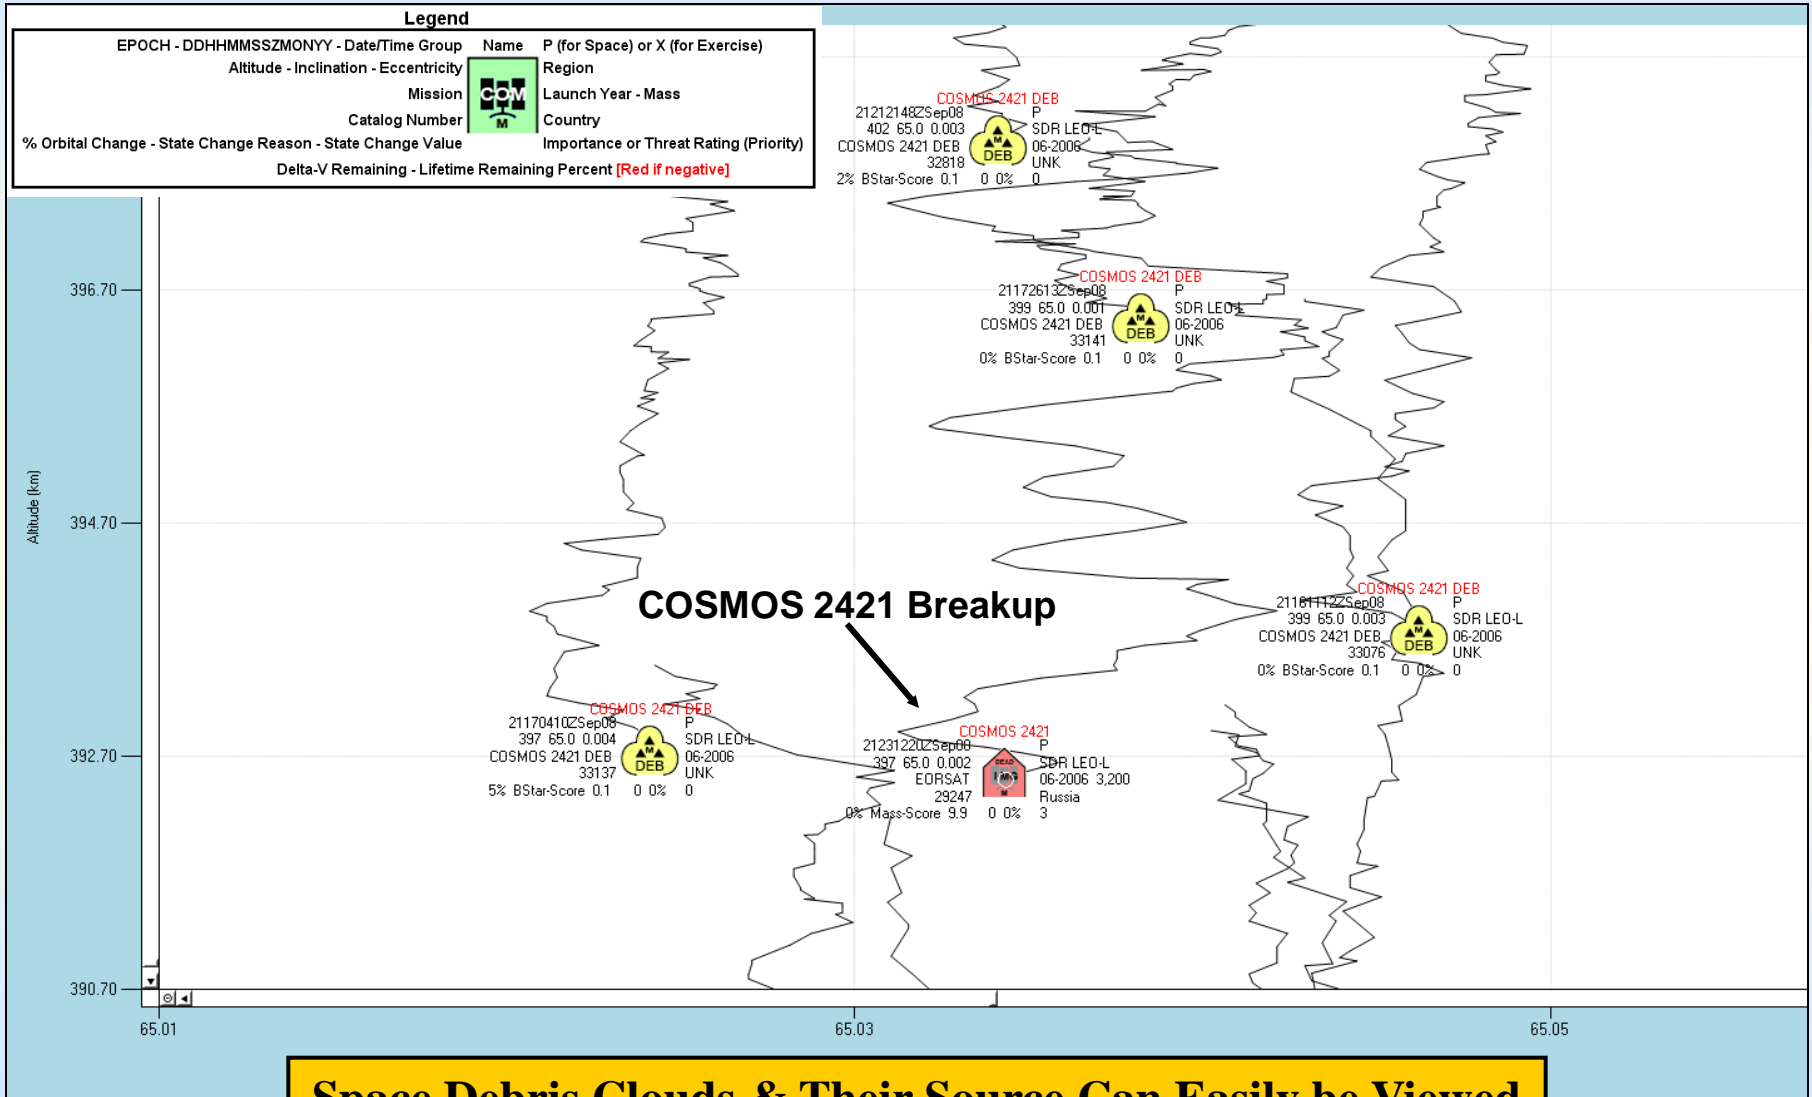 Legend
EPOCH - DDHHMMSSZMONYY - Date/Time Group Name P (for Space) or X (for Exercise)
Altitude - Inclination - Eccentricity Region
Mission COM Launch Year - Mass
Catalog Number M Country
% Orbital Change - State Change Reason - State Change Value Importance or Threat Rating (Priority)
Delta-V Remaining - Lifetime Remaining Percent [Red if negative]
COSMOS 2421 DEB
21212148ZSep08 P
402 65.0 0.003 SDR LEO-L
COSMOS 2421 DEB M DEB 06-2006
32818 UNK
2% BStar-Score 0.1 0 0% 0
COSMOS 2421 DEB
21172613ZSep08 P
399 65.0 0.001 SDR LEO-L
COSMOS 2421 DEB M DEB 06-2006
33141 UNK
0% BStar-Score 0.1 0 0% 0
396.70
Altitude (km)
394.70
COSMOS 2421 Breakup
COSMOS 2421 DEB
21161112ZSep08 P
399 65.0 0.003 SDR LEO-L
COSMOS 2421 DEB M DEB 06-2006
33076 UNK
0% BStar-Score 0.1 0 0% 0
COSMOS 2421 DEB
21170410ZSep08 P
397 65.0 0.004 SDR LEO-L
COSMOS 2421 DEB M DEB 06-2006
33137 UNK
5% BStar-Score 0.1 0 0% 0
COSMOS 2421
21231220ZSep08 P
397 65.0 0.002 DEAD SDR LEO-L
EORSAT 06-2006 3,200
29247 M Russia
0% Mass-Score 9.9 0 0% 3
392.70
390.70
65.01 65.03 65.05
Space Debris Clouds & Their Source Can Easily be Viewed